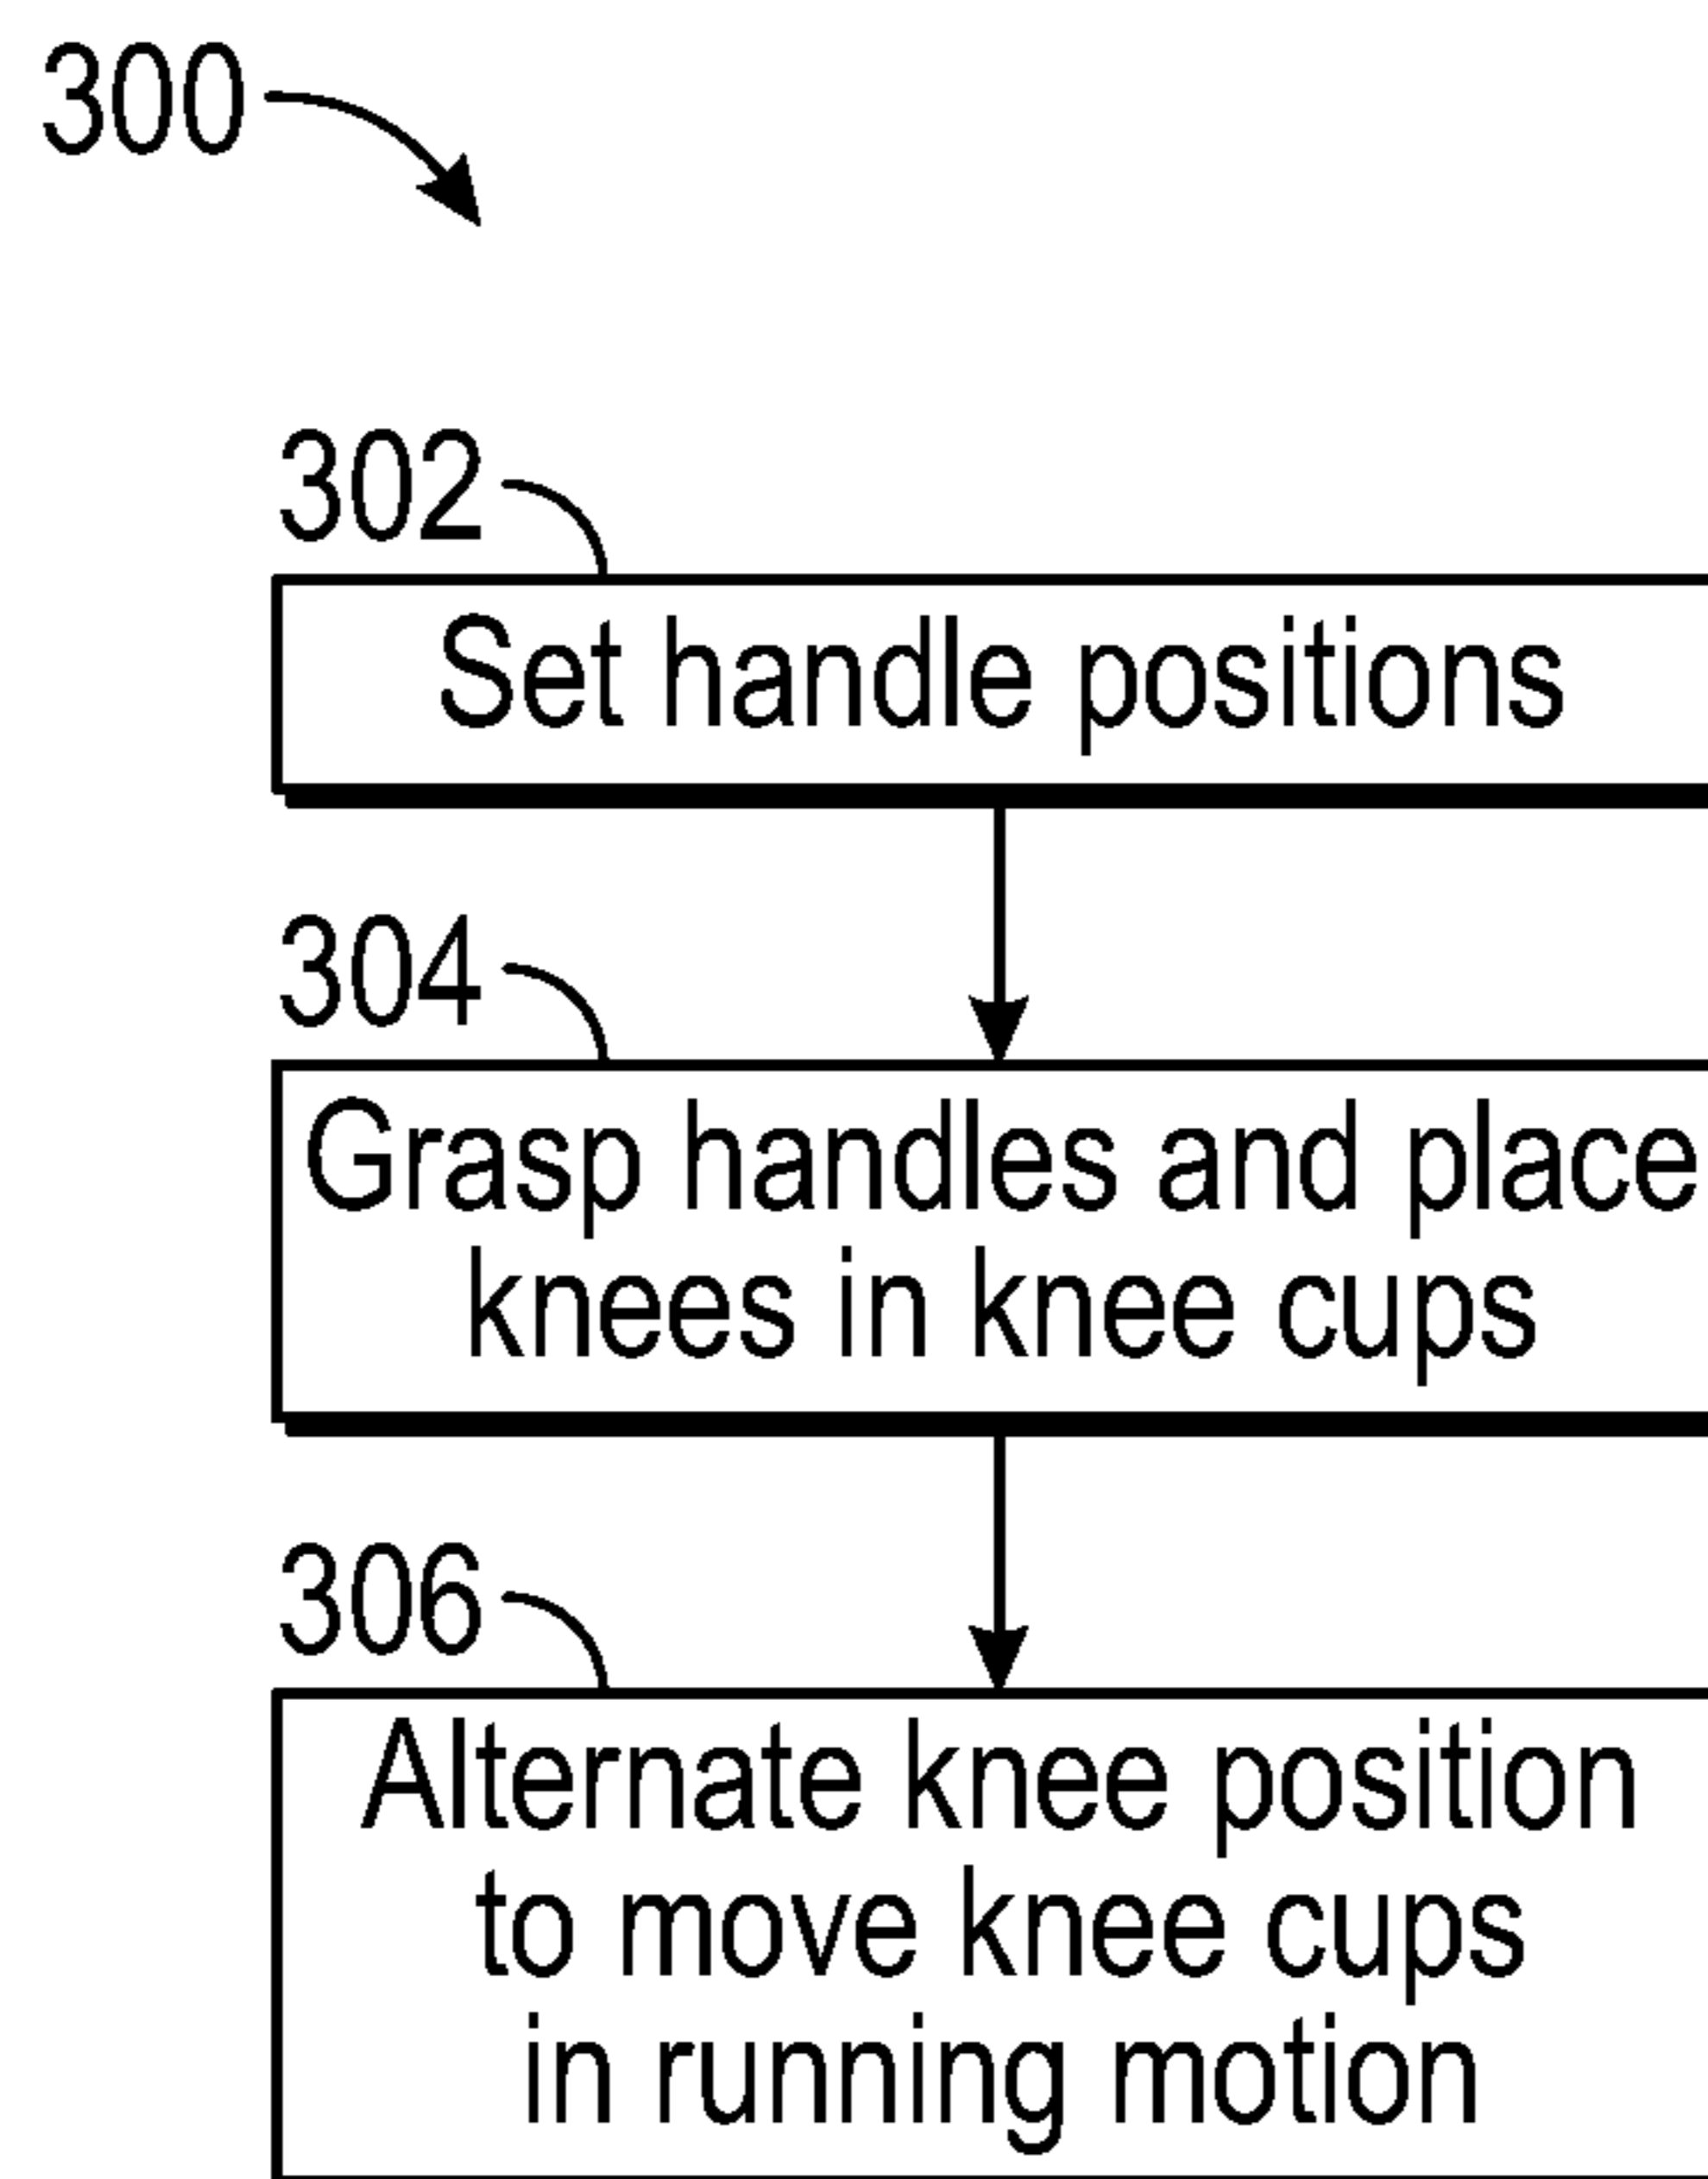 300
302
Set handle positions
304
Grasp handles and place
knees in knee cups
306
Alternate knee position
to move knee cups
in running motion